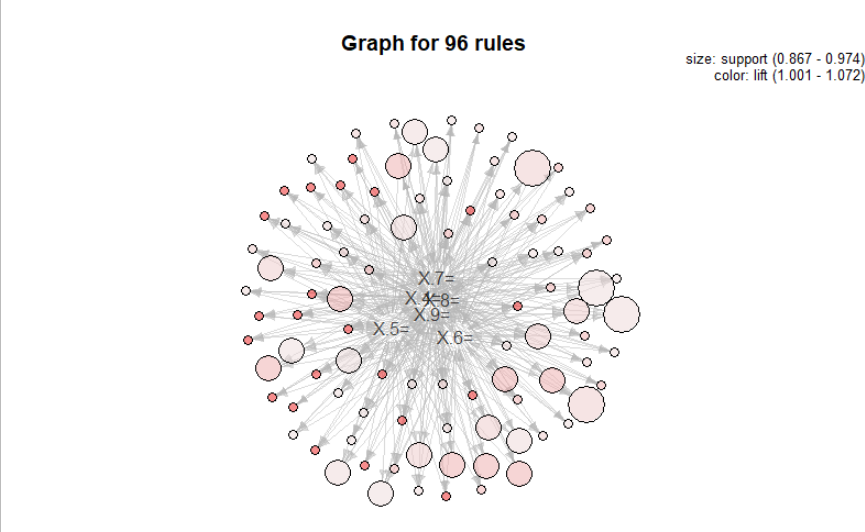 Graph for 96 rules
size: support (0.867 - 0.974)
color: lift (1.001 - 1.072)
X.7=
X.9=
X.5=
X.6=